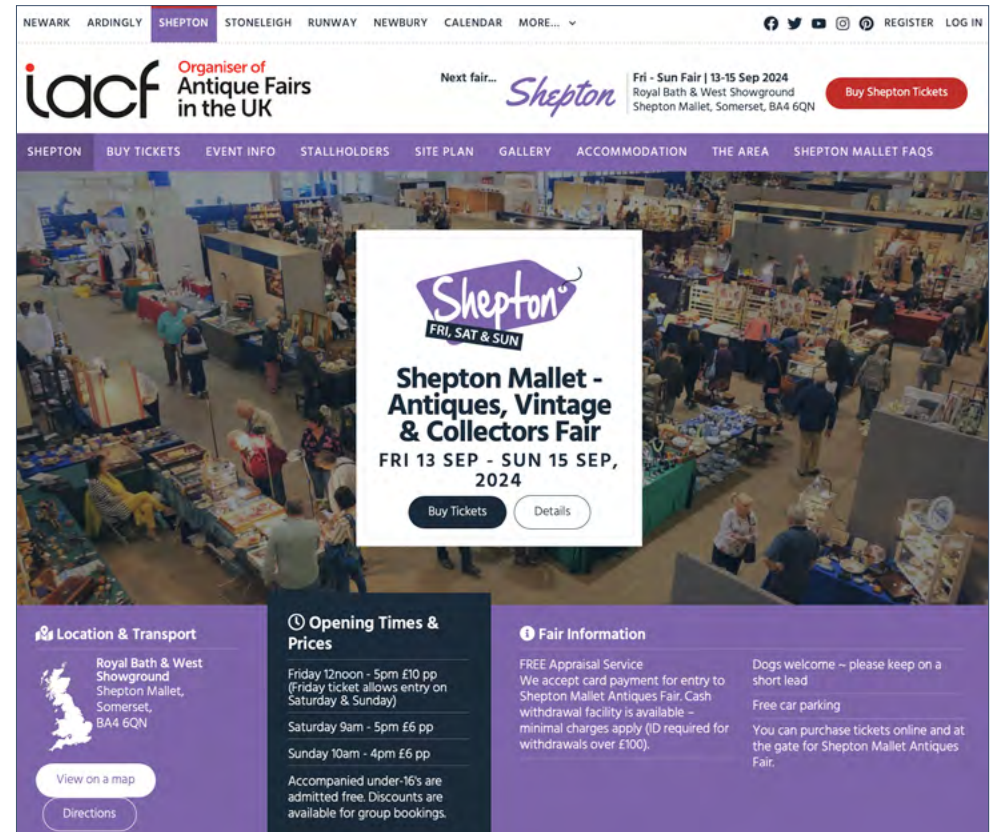 NEWARK ARDINGLY SHEPTON STONELEIGH RUNWAY NEWBURY CALENDAR MORE... REGISTER LOG IN
iacf
Organiser of
Antique Fairs
in the UK
Next fair...
Shepton
Fri - Sun Fair | 13-15 Sep 2024
Royal Bath & West Showground
Shepton Mallet, Somerset, BA4 6QN
Buy Shepton Tickets
SHEPTON BUY TICKETS EVENT INFO STALLHOLDERS SITE PLAN GALLERY ACCOMMODATION THE AREA SHEPTON MALLET FAQS
Shepton
FRI, SAT & SUN
Shepton Mallet -
Antiques, Vintage
& Collectors Fair
FRI 13 SEP - SUN 15 SEP,
2024
Buy Tickets
Details
Location & Transport
Royal Bath & West
Showground
Shepton Mallet,
Somerset,
BA4 6QN
View on a map
Directions
Opening Times &
Prices
Friday 12noon - 5pm £10 pp
(Friday ticket allows entry on
Saturday & Sunday)
Saturday 9am - 5pm £6 pp
Sunday 10am - 4pm £6 pp
Accompanied under-16's are
admitted free. Discounts are
available for group bookings.
Fair Information
FREE Appraisal Service
We accept card payment for entry to
Shepton Mallet Antiques Fair. Cash
withdrawal facility is available –
minimal charges apply (ID required for
withdrawals over £100).
Dogs welcome ~ please keep on a
short lead
Free car parking
You can purchase tickets online and at
the gate for Shepton Mallet Antiques
Fair.